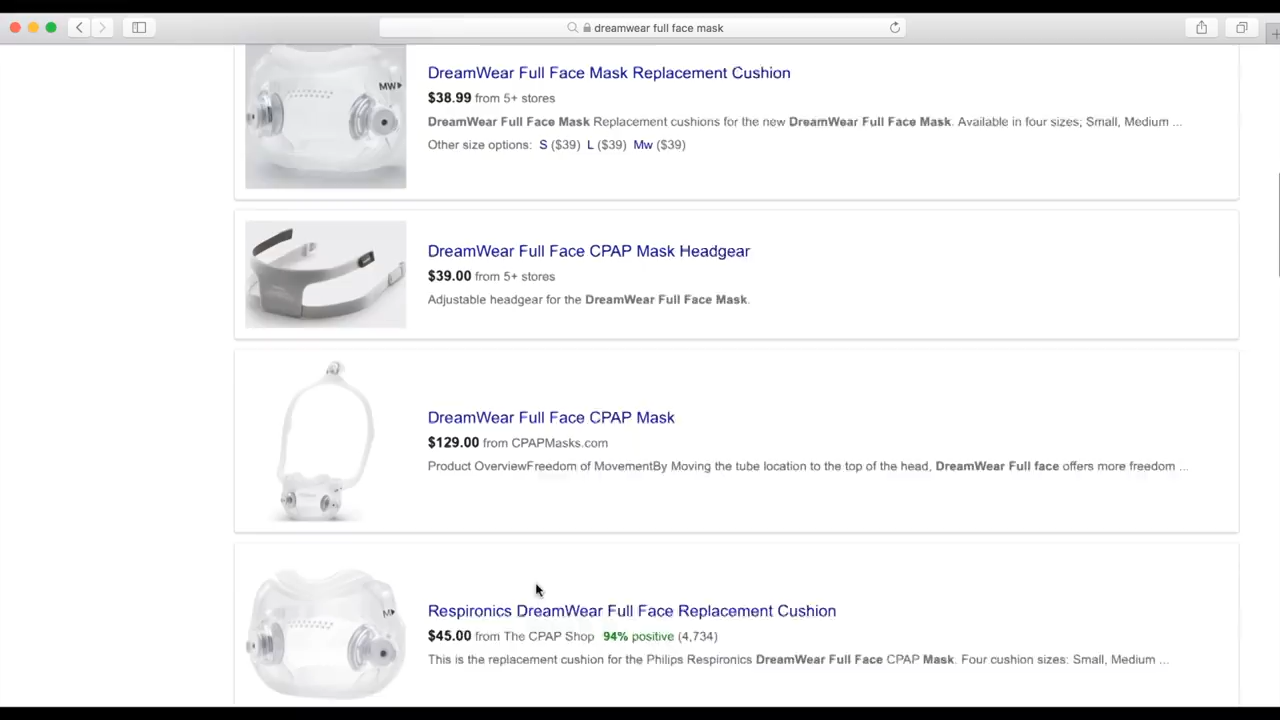 dreamwear full face mask
DreamWear Full Face Mask Replacement Cushion
$38.99 from 5+ stores
DreamWear Full Face Mask Replacement cushions for the new DreamWear Full Face Mask. Available in four sizes; Small, Medium ...
Other size options: S ($39) L ($39) Mw ($39)
MW
DreamWear Full Face CPAP Mask Headgear
$39.00 from 5+ stores
Adjustable headgear for the DreamWear Full Face Mask.
DreamWear Full Face CPAP Mask
$129.00 from CPAPMasks.com
Product OverviewFreedom of MovementBy Moving the tube location to the top of the head, DreamWear Full face offers more freedom ...
Respironics DreamWear Full Face Replacement Cushion
$45.00 from The CPAP Shop 94% positive (4,734)
This is the replacement cushion for the Philips Respironics DreamWear Full Face CPAP Mask. Four cushion sizes: Small, Medium ...
M